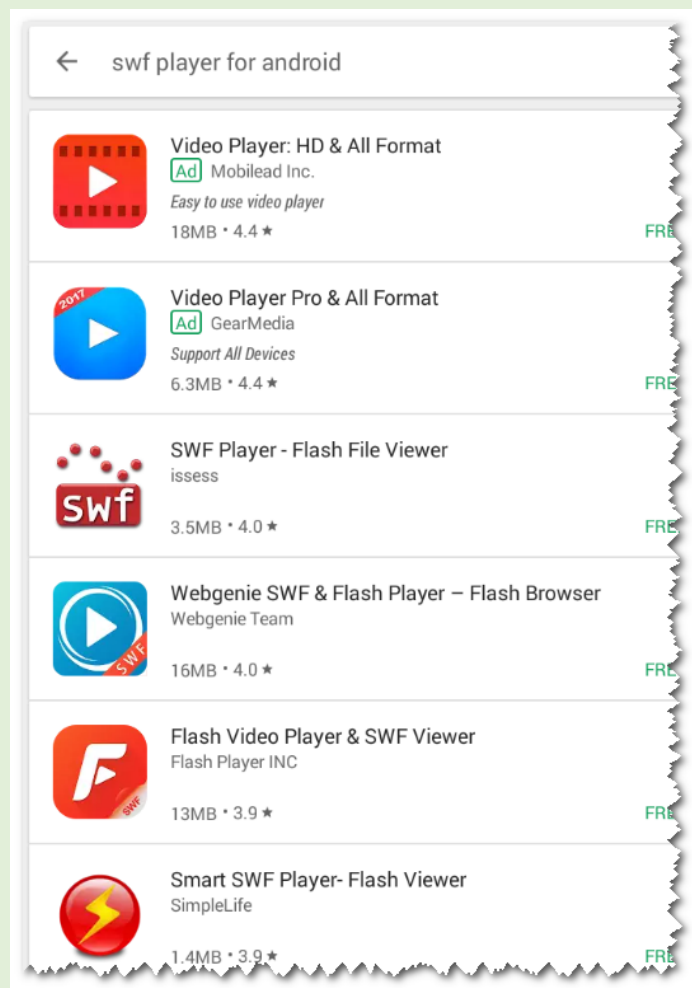 swf player for android
Video Player: HD & All Format
Ad Mobilead Inc.
Easy to use video player
18MB • 4.4 ★
FRE
2017
Video Player Pro & All Format
Ad GearMedia
Support All Devices
6.3MB • 4.4 ★
FRE
SWF Player - Flash File Viewer
issess
swf
3.5MB • 4.0 ★
FRE
Webgenie SWF & Flash Player – Flash Browser
Webgenie Team
SWF
16MB • 4.0 ★
FRE
Flash Video Player & SWF Viewer
Flash Player INC
F
SWF
13MB • 3.9 ★
FRE
Smart SWF Player- Flash Viewer
SimpleLife
1.4MB • 3.9 ★
FRE